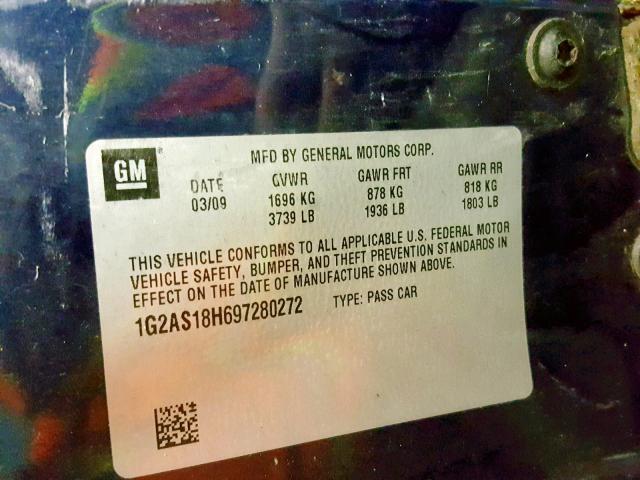 GM
MFD BY GENERAL MOTORS CORP.
DATE GVWR GAWR FRT GAWR RR
03/09 1696 KG 878 KG 818 KG
3739 LB 1936 LB 1803 LB
THIS VEHICLE CONFORMS TO ALL APPLICABLE U.S. FEDERAL MOTOR
VEHICLE SAFETY, BUMPER, AND THEFT PREVENTION STANDARDS IN
EFFECT ON THE DATE OF MANUFACTURE SHOWN ABOVE.
1G2AS18H697280272 TYPE: PASS CAR